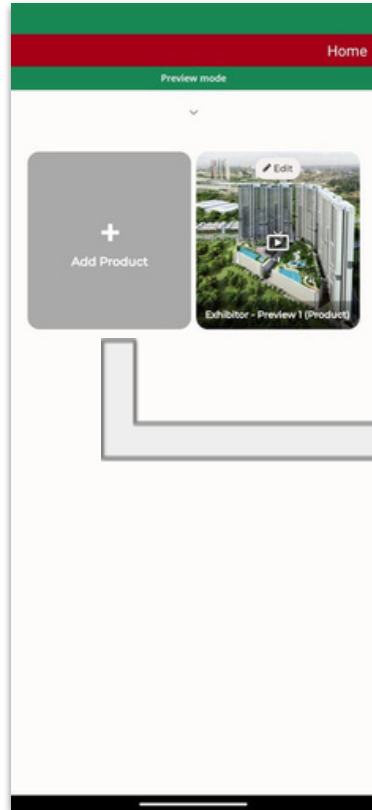 Home
Preview mode
Edit
+
Add Product
Exhibitor - Preview 1 (Product)